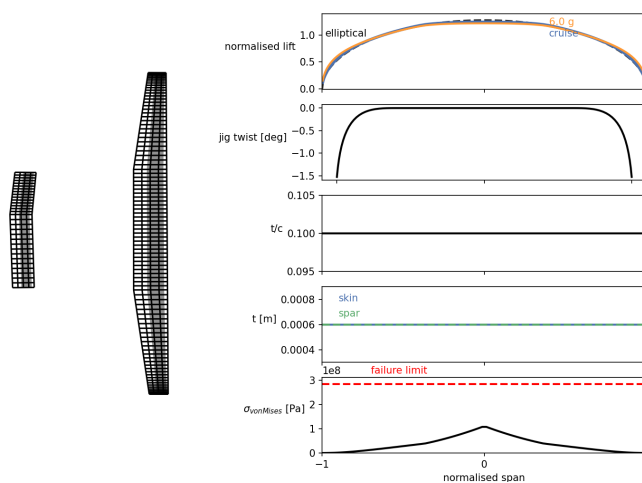 1.0
0.5
0.0
normalised lift
elliptical
6.0 g
cruise
0.0
−0.5
−1.0
−1.5
jig twist [deg]
0.105
0.100
0.095
t/c
0.0008
0.0006
0.0004
t [m]
skin
spar
1e8
failure limit
3
2
1
0
σvonMises [Pa]
−1
0
normalised span